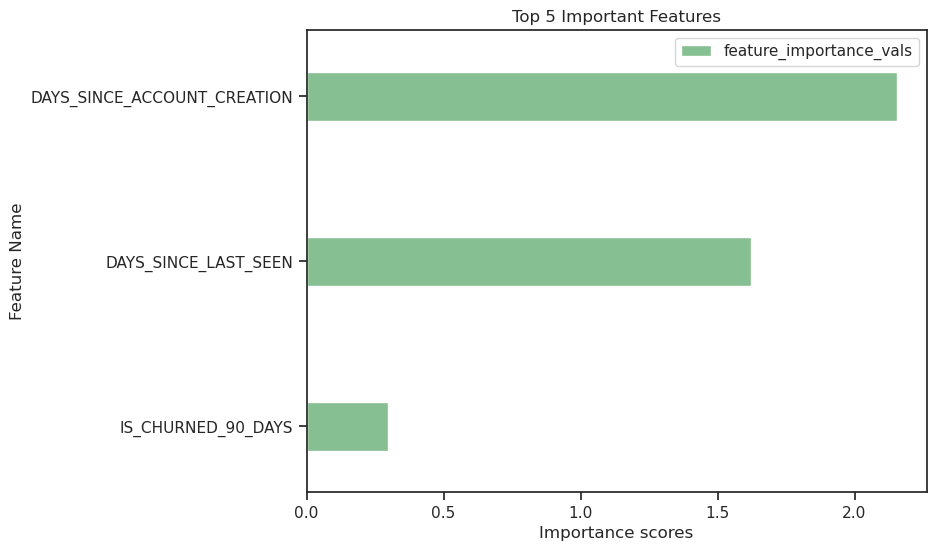 Top 5 Important Features
feature_importance_vals
DAYS_SINCE_ACCOUNT_CREATION
DAYS_SINCE_LAST_SEEN
IS_CHURNED_90_DAYS
Feature Name
0.0 0.5 1.0 1.5 2.0
Importance scores